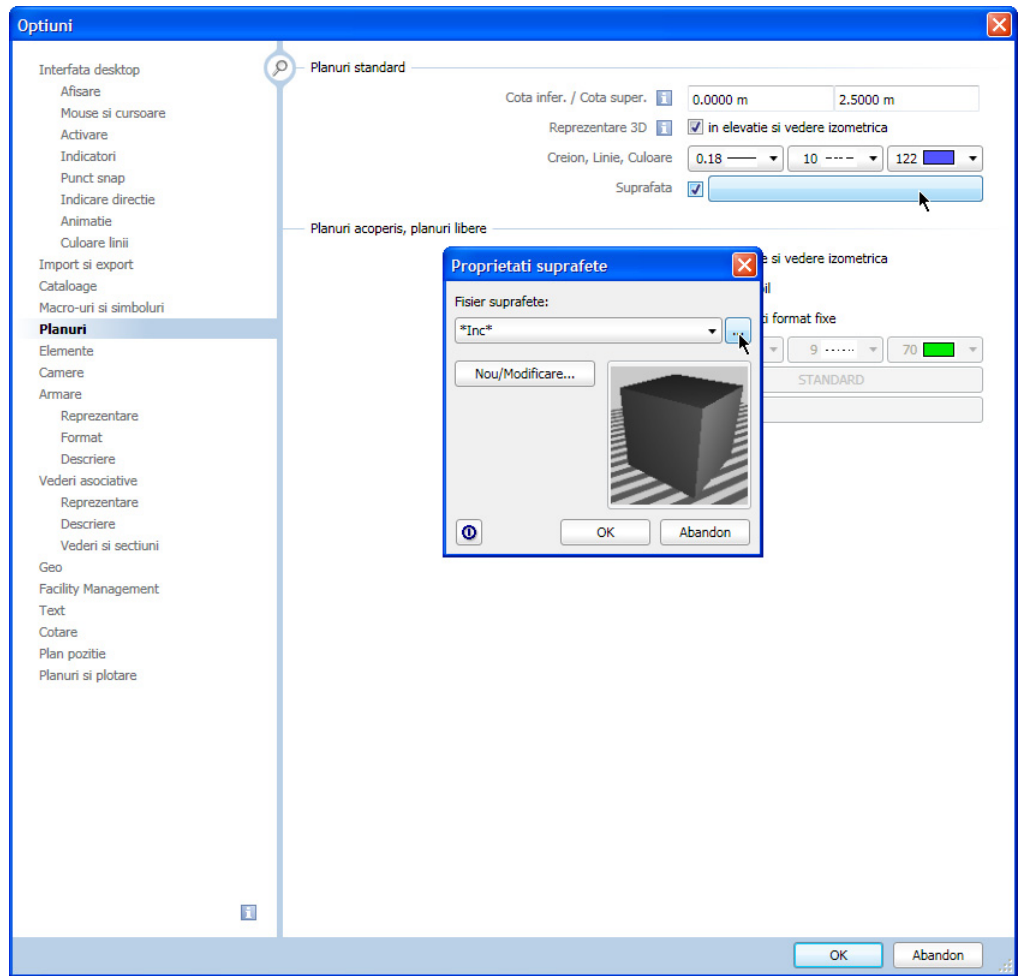 Optiuni
Interfata desktop
Afisare
Mouse si cursoare
Activare
Indicatori
Punct snap
Indicare directie
Animatie
Culoare linii
Import si export
Cataloage
Macro-uri si simboluri
Planuri
Elemente
Camere
Armare
Reprezentare
Format
Descriere
Vederi asociative
Reprezentare
Descriere
Vederi si sectiuni
Geo
Facility Management
Text
Cotare
Plan pozitie
Planuri si plotare
Planuri standard
Cota infer. / Cota super. 0.0000 m 2.5000 m
Reprezentare 3D in elevatie si vedere izometrica
Creion, Linie, Culoare 0.18 10 122
Suprafata
Planuri acoperis, planuri libere
e si vedere izometrica
il
format fixe
9 70
STANDARD
Proprietati suprafete
Fisier suprafete:
*Inc* ...
Nou/Modificare...
OK Abandon
OK Abandon